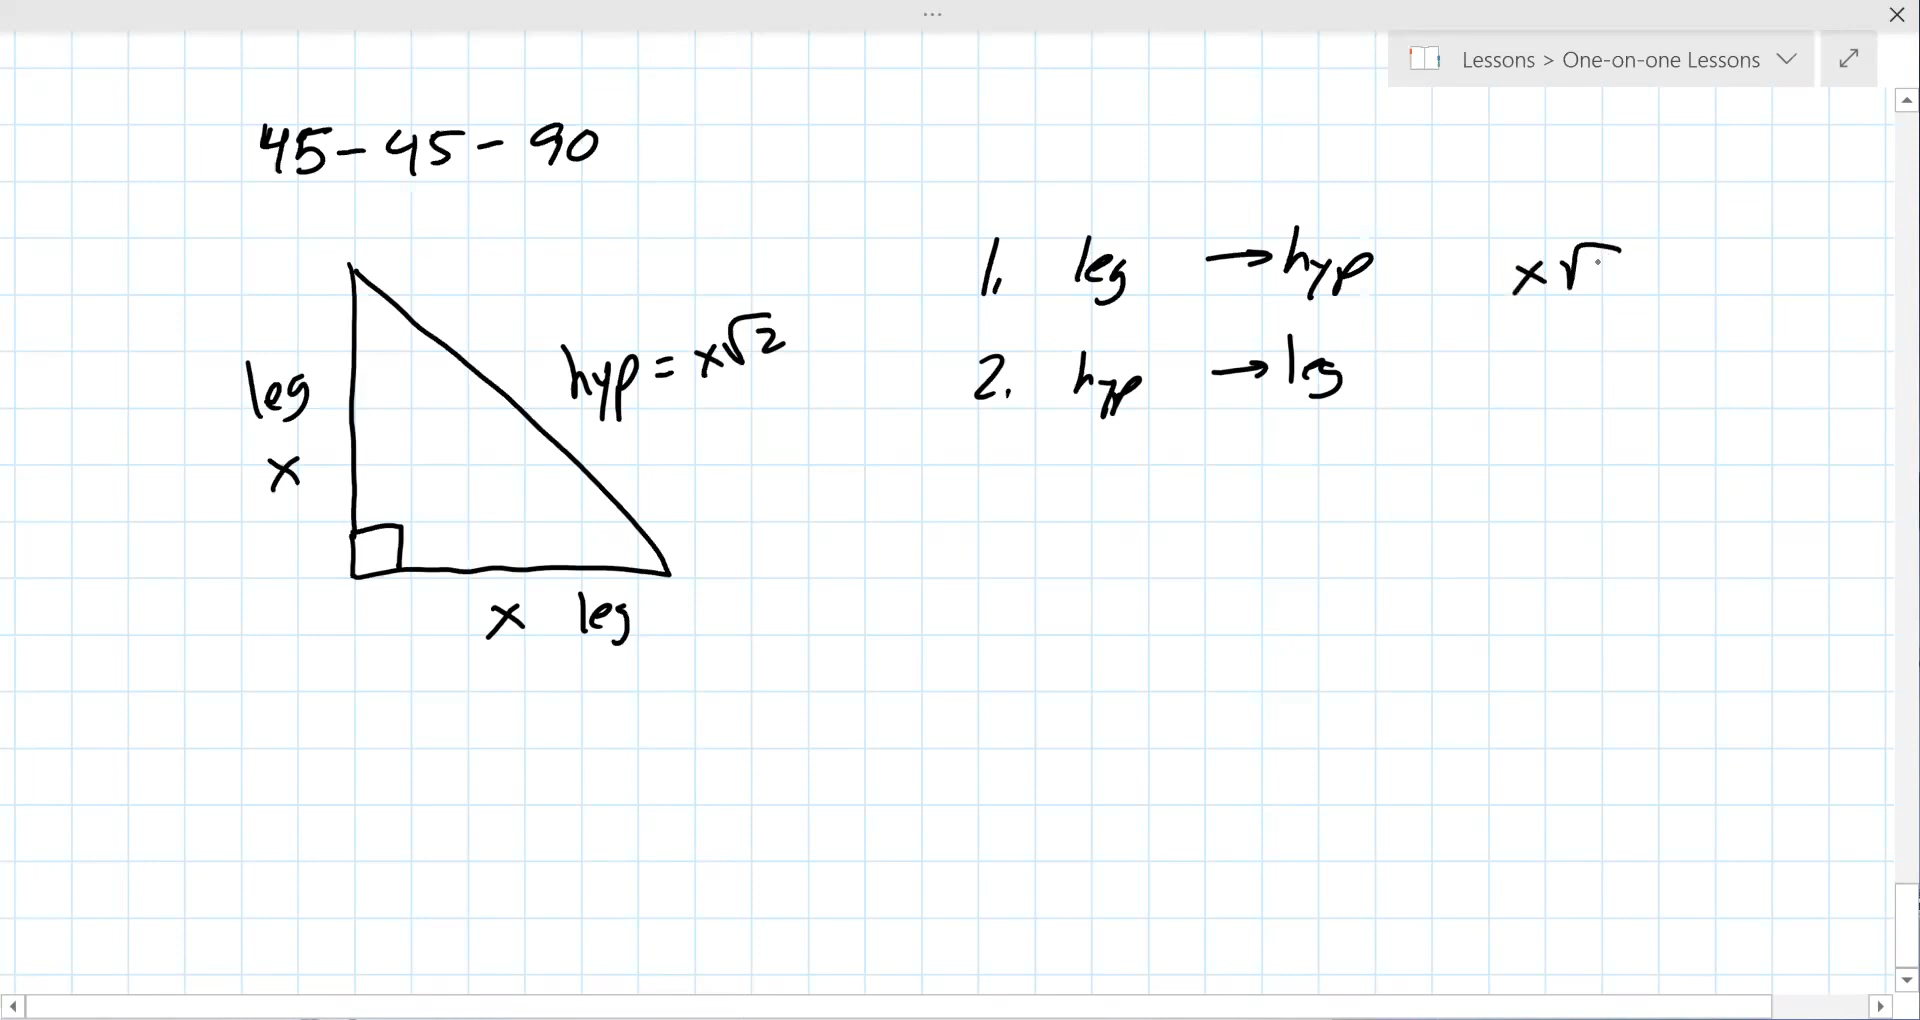 Lessons > One-on-one Lessons
45-45-90
1. leg → hyp x√
hyp = x√2
2. hyp → leg
leg
x
x leg